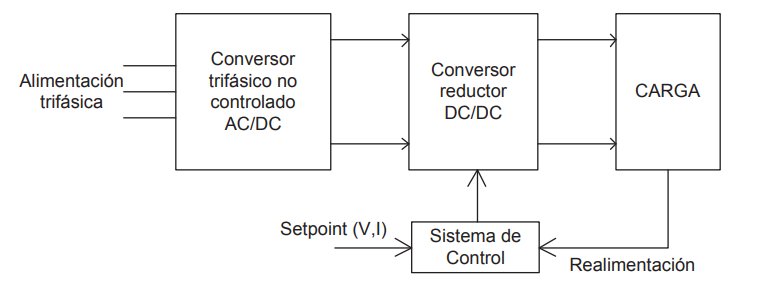 Alimentación
trifásica
Conversor
trifásico no
controlado
AC/DC
Conversor
reductor
DC/DC
CARGA
Setpoint (V,I)
Sistema de
Control
Realimentación